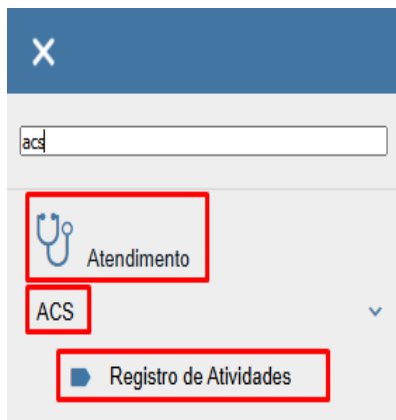 acs
Atendimento
ACS
Registro de Atividades